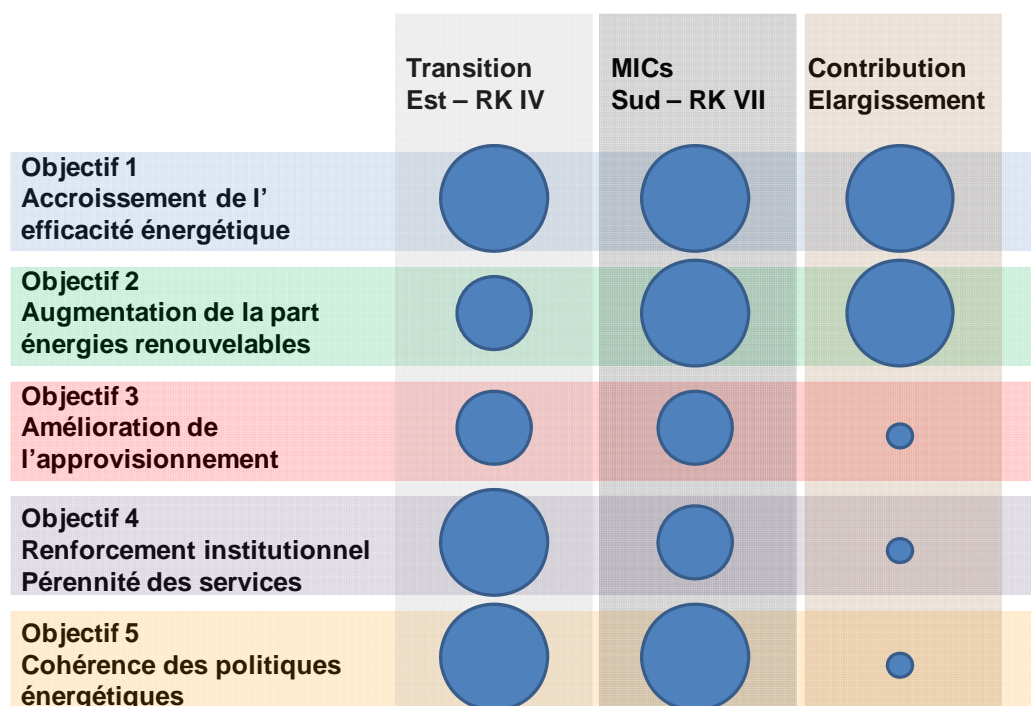 Transition
Est – RK IV
MICs
Sud – RK VII
Contribution
Elargissement
Objectif 1
Accroissement de l’
efficacité énergétique
Objectif 2
Augmentation de la part
énergies renouvelables
Objectif 3
Amélioration de
l’approvisionnement
Objectif 4
Renforcement institutionnel
Pérennité des services
Objectif 5
Cohérence des politiques
énergétiques